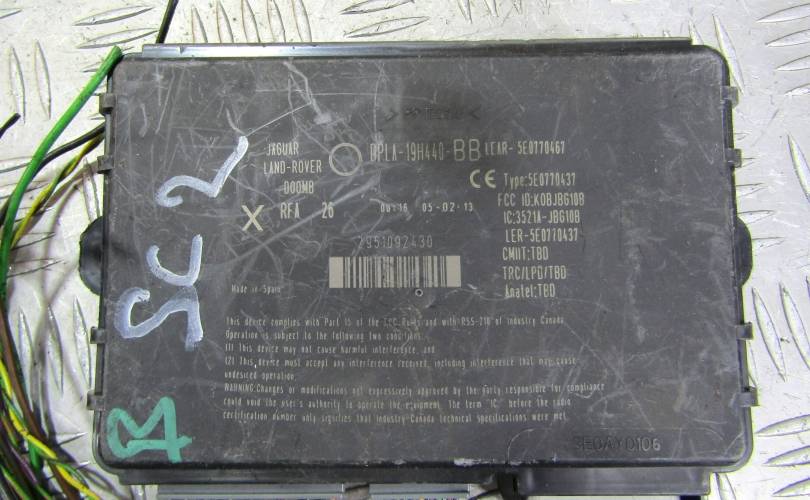 SC2
JAGUAR
LAND-ROVER
DOOMB
X RFA 26
DPLA-19H440-BB LEAR- 5E0770467
CE Type:5E0770437
FCC ID:KOBJBG10B
IC:3521A-JBG10B
LER-5E0770437
CMIIT:TBD
TRC/LPD/TBD
Anatel:TBD
05-02-13
2951092430
Made in Spain
This device complies with Part 15 of the FCC Rules and with RSS-210 of Industry Canada.
Operation is subject to the following two conditions:
(1) This device may not cause harmful interference, and
(2) This device must accept any interference received, including interference that may cause
undesired operation.
WARNING:Changes or modifications not expressively approved by the party responsible for compliance
could void the user's authority to operate the equipment. The term "IC" before the radio
certification number only signifies that Industry Canada technical specifications were met.
5E0AY0106